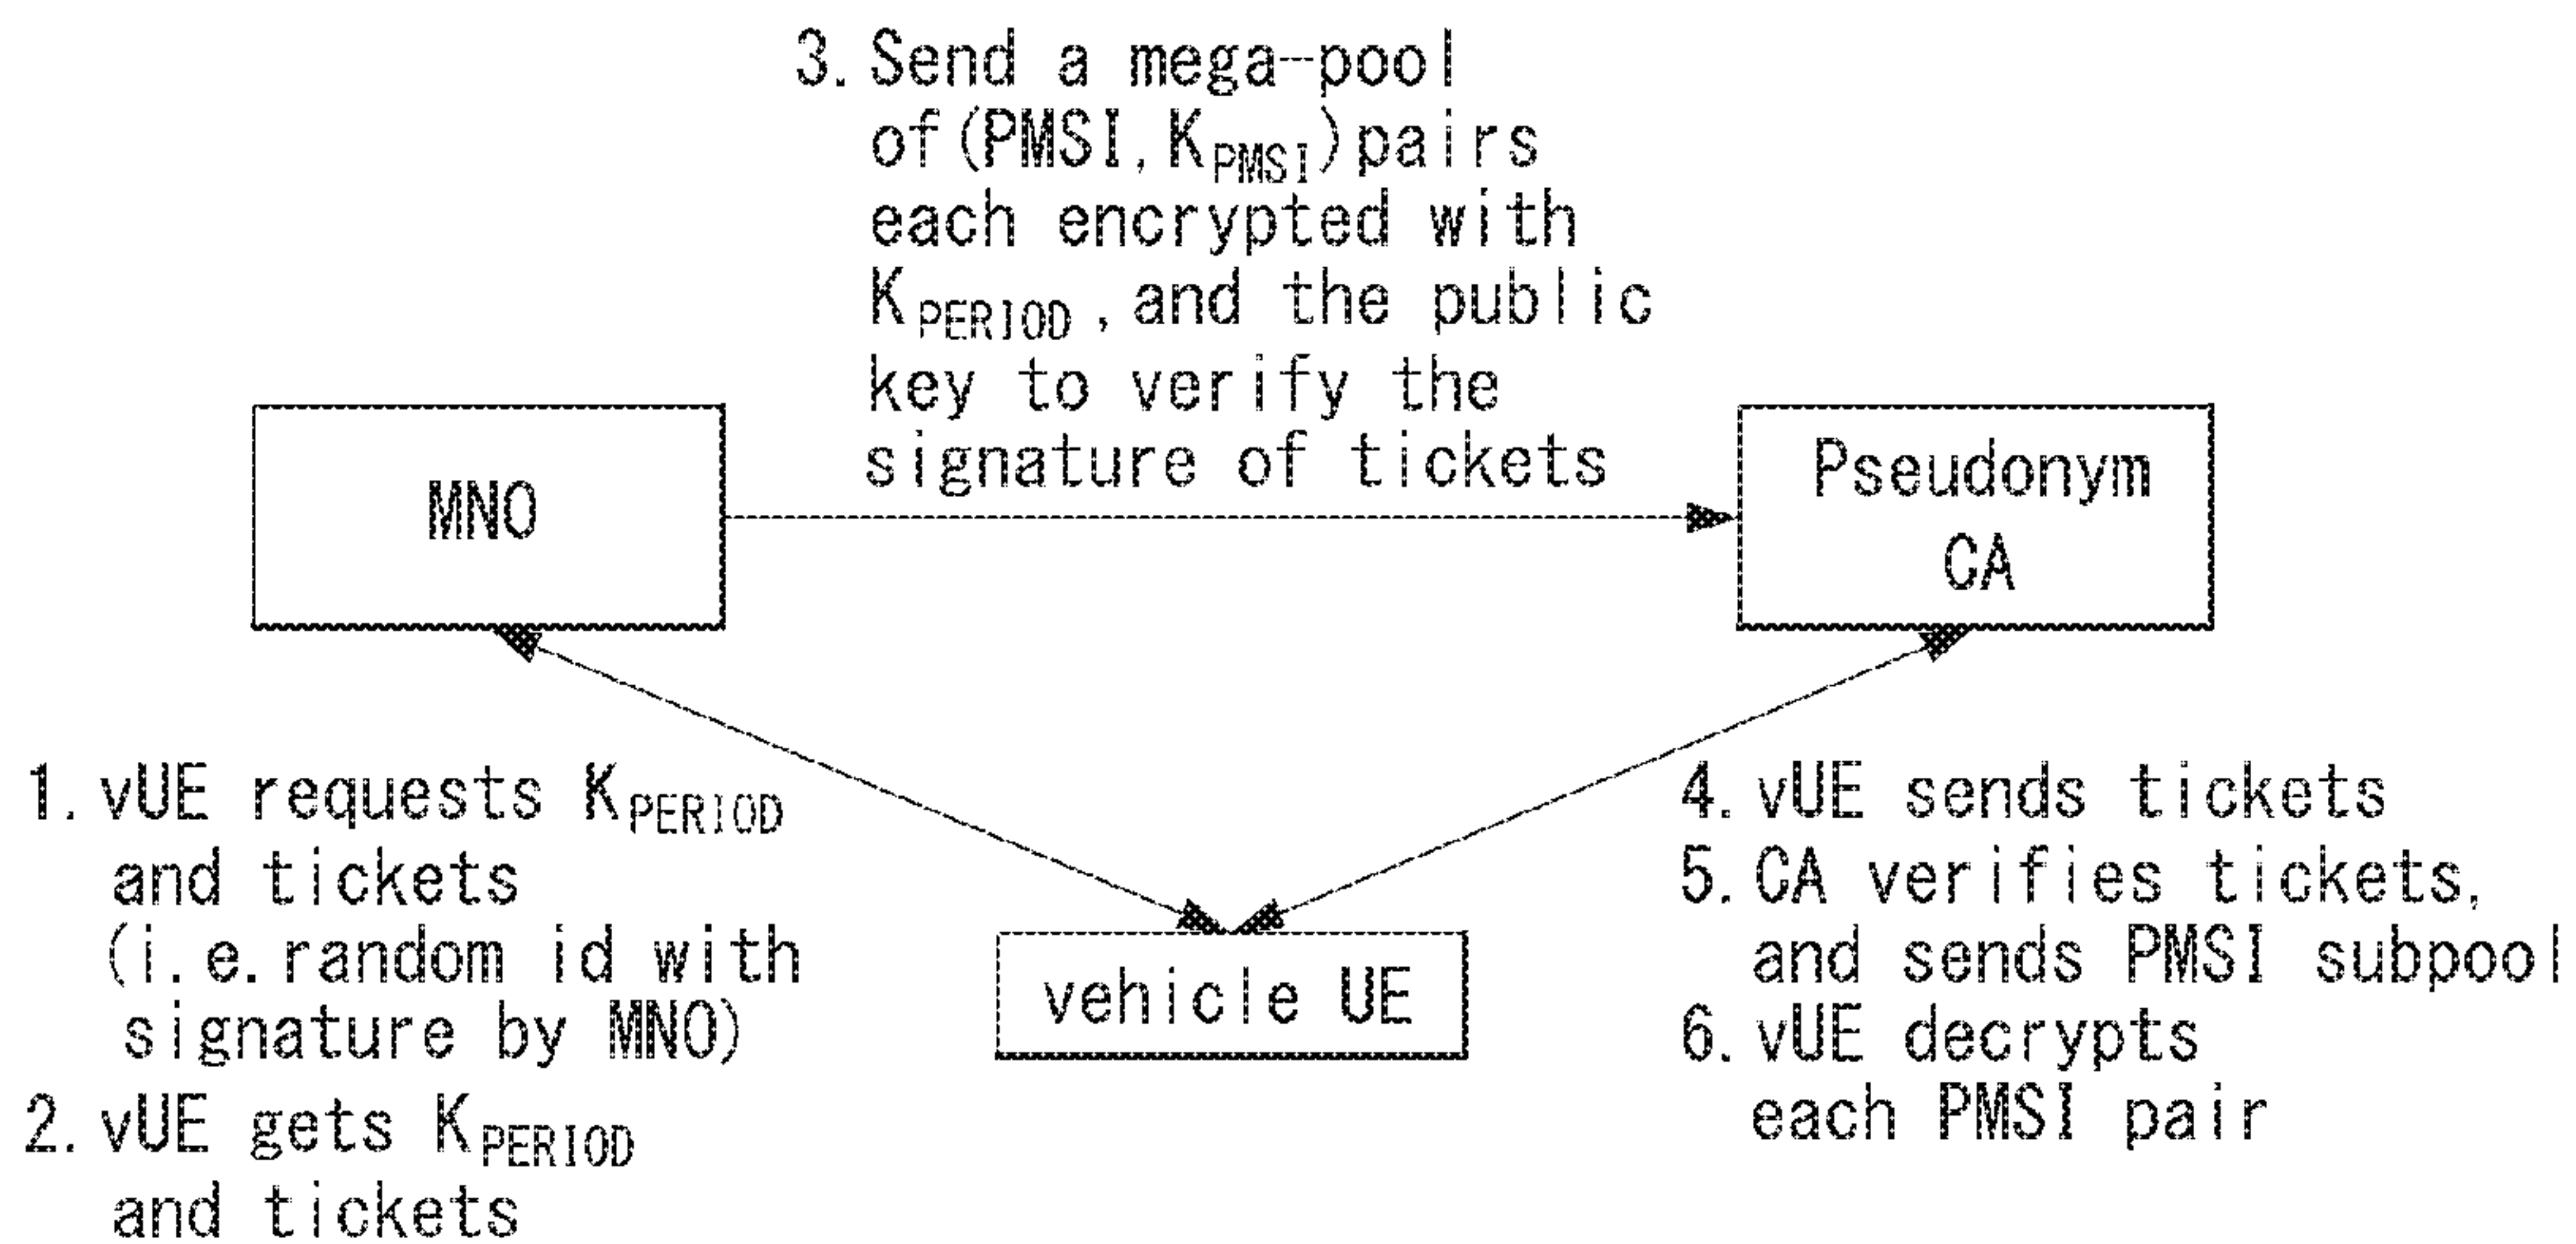 3. Send a mega-pool
of (PMSI, K_PMSI) pairs
each encrypted with
K_PERIOD, and the public
key to verify the
signature of tickets
MNO
Pseudonym
CA
1. vUE requests K_PERIOD
and tickets
(i.e. random id with
signature by MNO)
2. vUE gets K_PERIOD
and tickets
vehicle UE
4. vUE sends tickets
5. CA verifies tickets,
and sends PMSI subpool
6. vUE decrypts
each PMSI pair